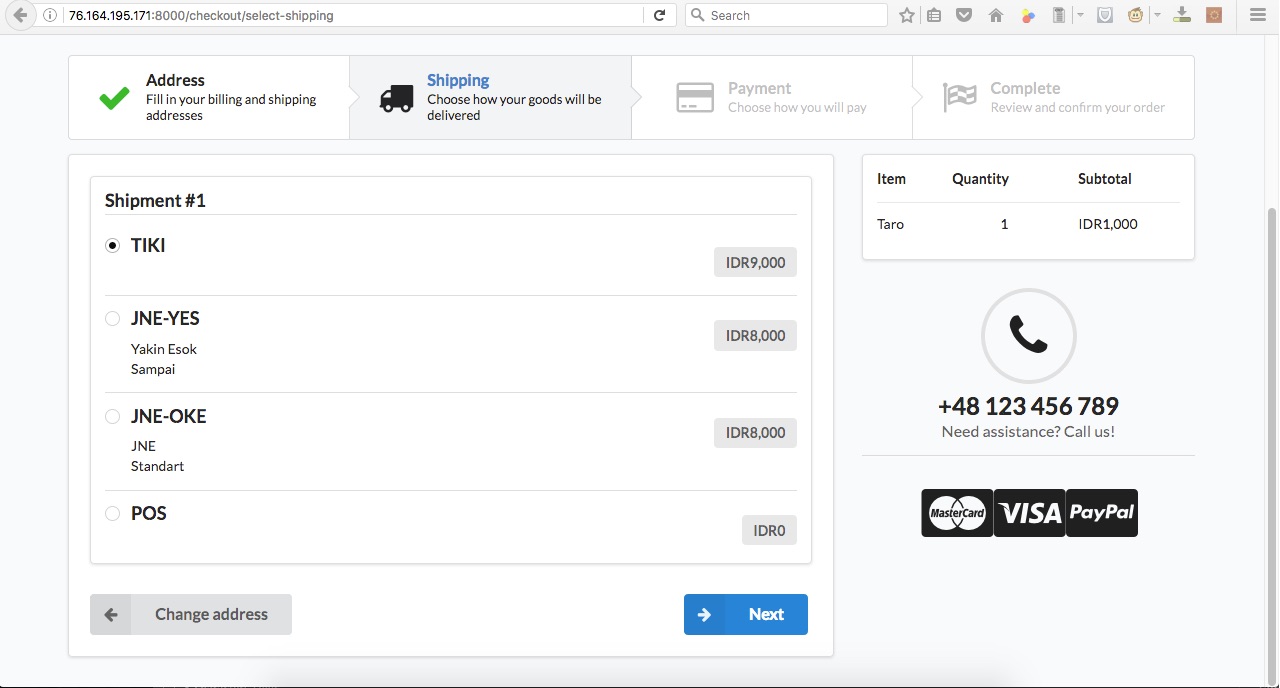 76.164.195.171:8000/checkout/select-shipping
Search
Address
Fill in your billing and shipping
addresses
Shipping
Choose how your goods will be
delivered
Payment
Choose how you will pay
Complete
Review and confirm your order
Shipment #1
TIKI
IDR9,000
JNE-YES
IDR8,000
Yakin Esok
Sampai
JNE-OKE
IDR8,000
JNE
Standart
POS
IDR0
Change address
Next
Item Quantity Subtotal
Taro 1 IDR1,000
+48 123 456 789
Need assistance? Call us!
MasterCard VISA PayPal